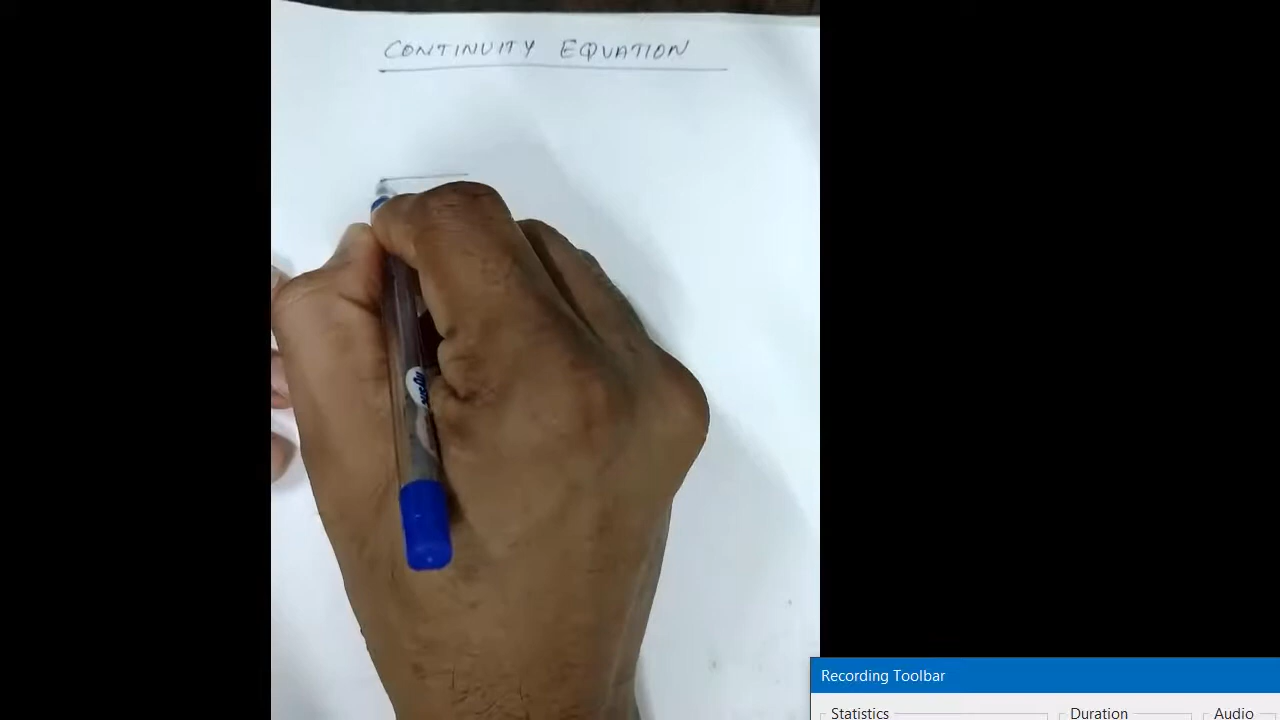 CONTINUITY EQUATION
Recording Toolbar
Statistics
Duration
Audio